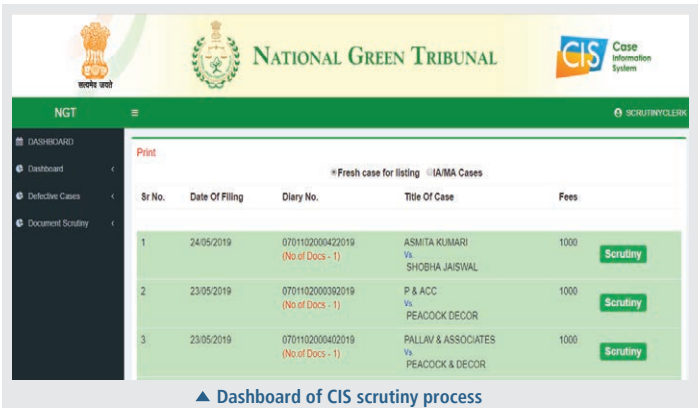 सत्यमेव जयते
NATIONAL GREEN TRIBUNAL
CIS Case Information System
NGT
SCRUTINYCLERK
DASHBOARD
Dashboard
Defective Cases
Document Scrutiny
Print
Fresh case for listing IA/MA Cases
Sr No. Date Of Filing Diary No. Title Of Case Fees
1 24/05/2019 0701102000422019 ASMITA KUMARI 1000 Scrutiny
(No.of Docs - 1) Vs.
SHOBHA JAISWAL
2 23/05/2019 0701102000392019 P & ACC 1000 Scrutiny
(No.of Docs - 1) Vs.
PEACOCK DECOR
3 23/05/2019 0701102000402019 PALLAV & ASSOCIATES 1000 Scrutiny
(No.of Docs - 1) Vs.
PEACOCK & DECOR
▲ Dashboard of CIS scrutiny process